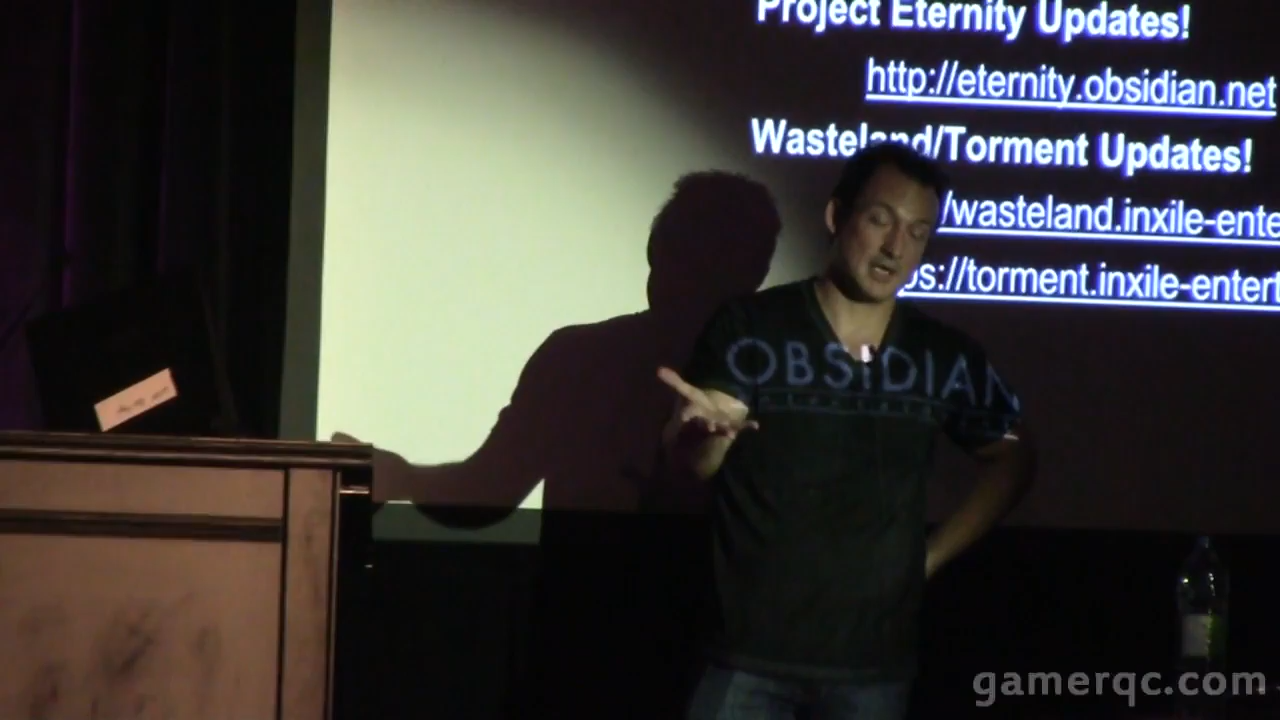 Project Eternity Updates!
http://eternity.obsidian.net
Wasteland/Torment Updates!
/wasteland.inxile-ente
ps://torment.inxile-entert
OBSIDIAN
gamerqc.com